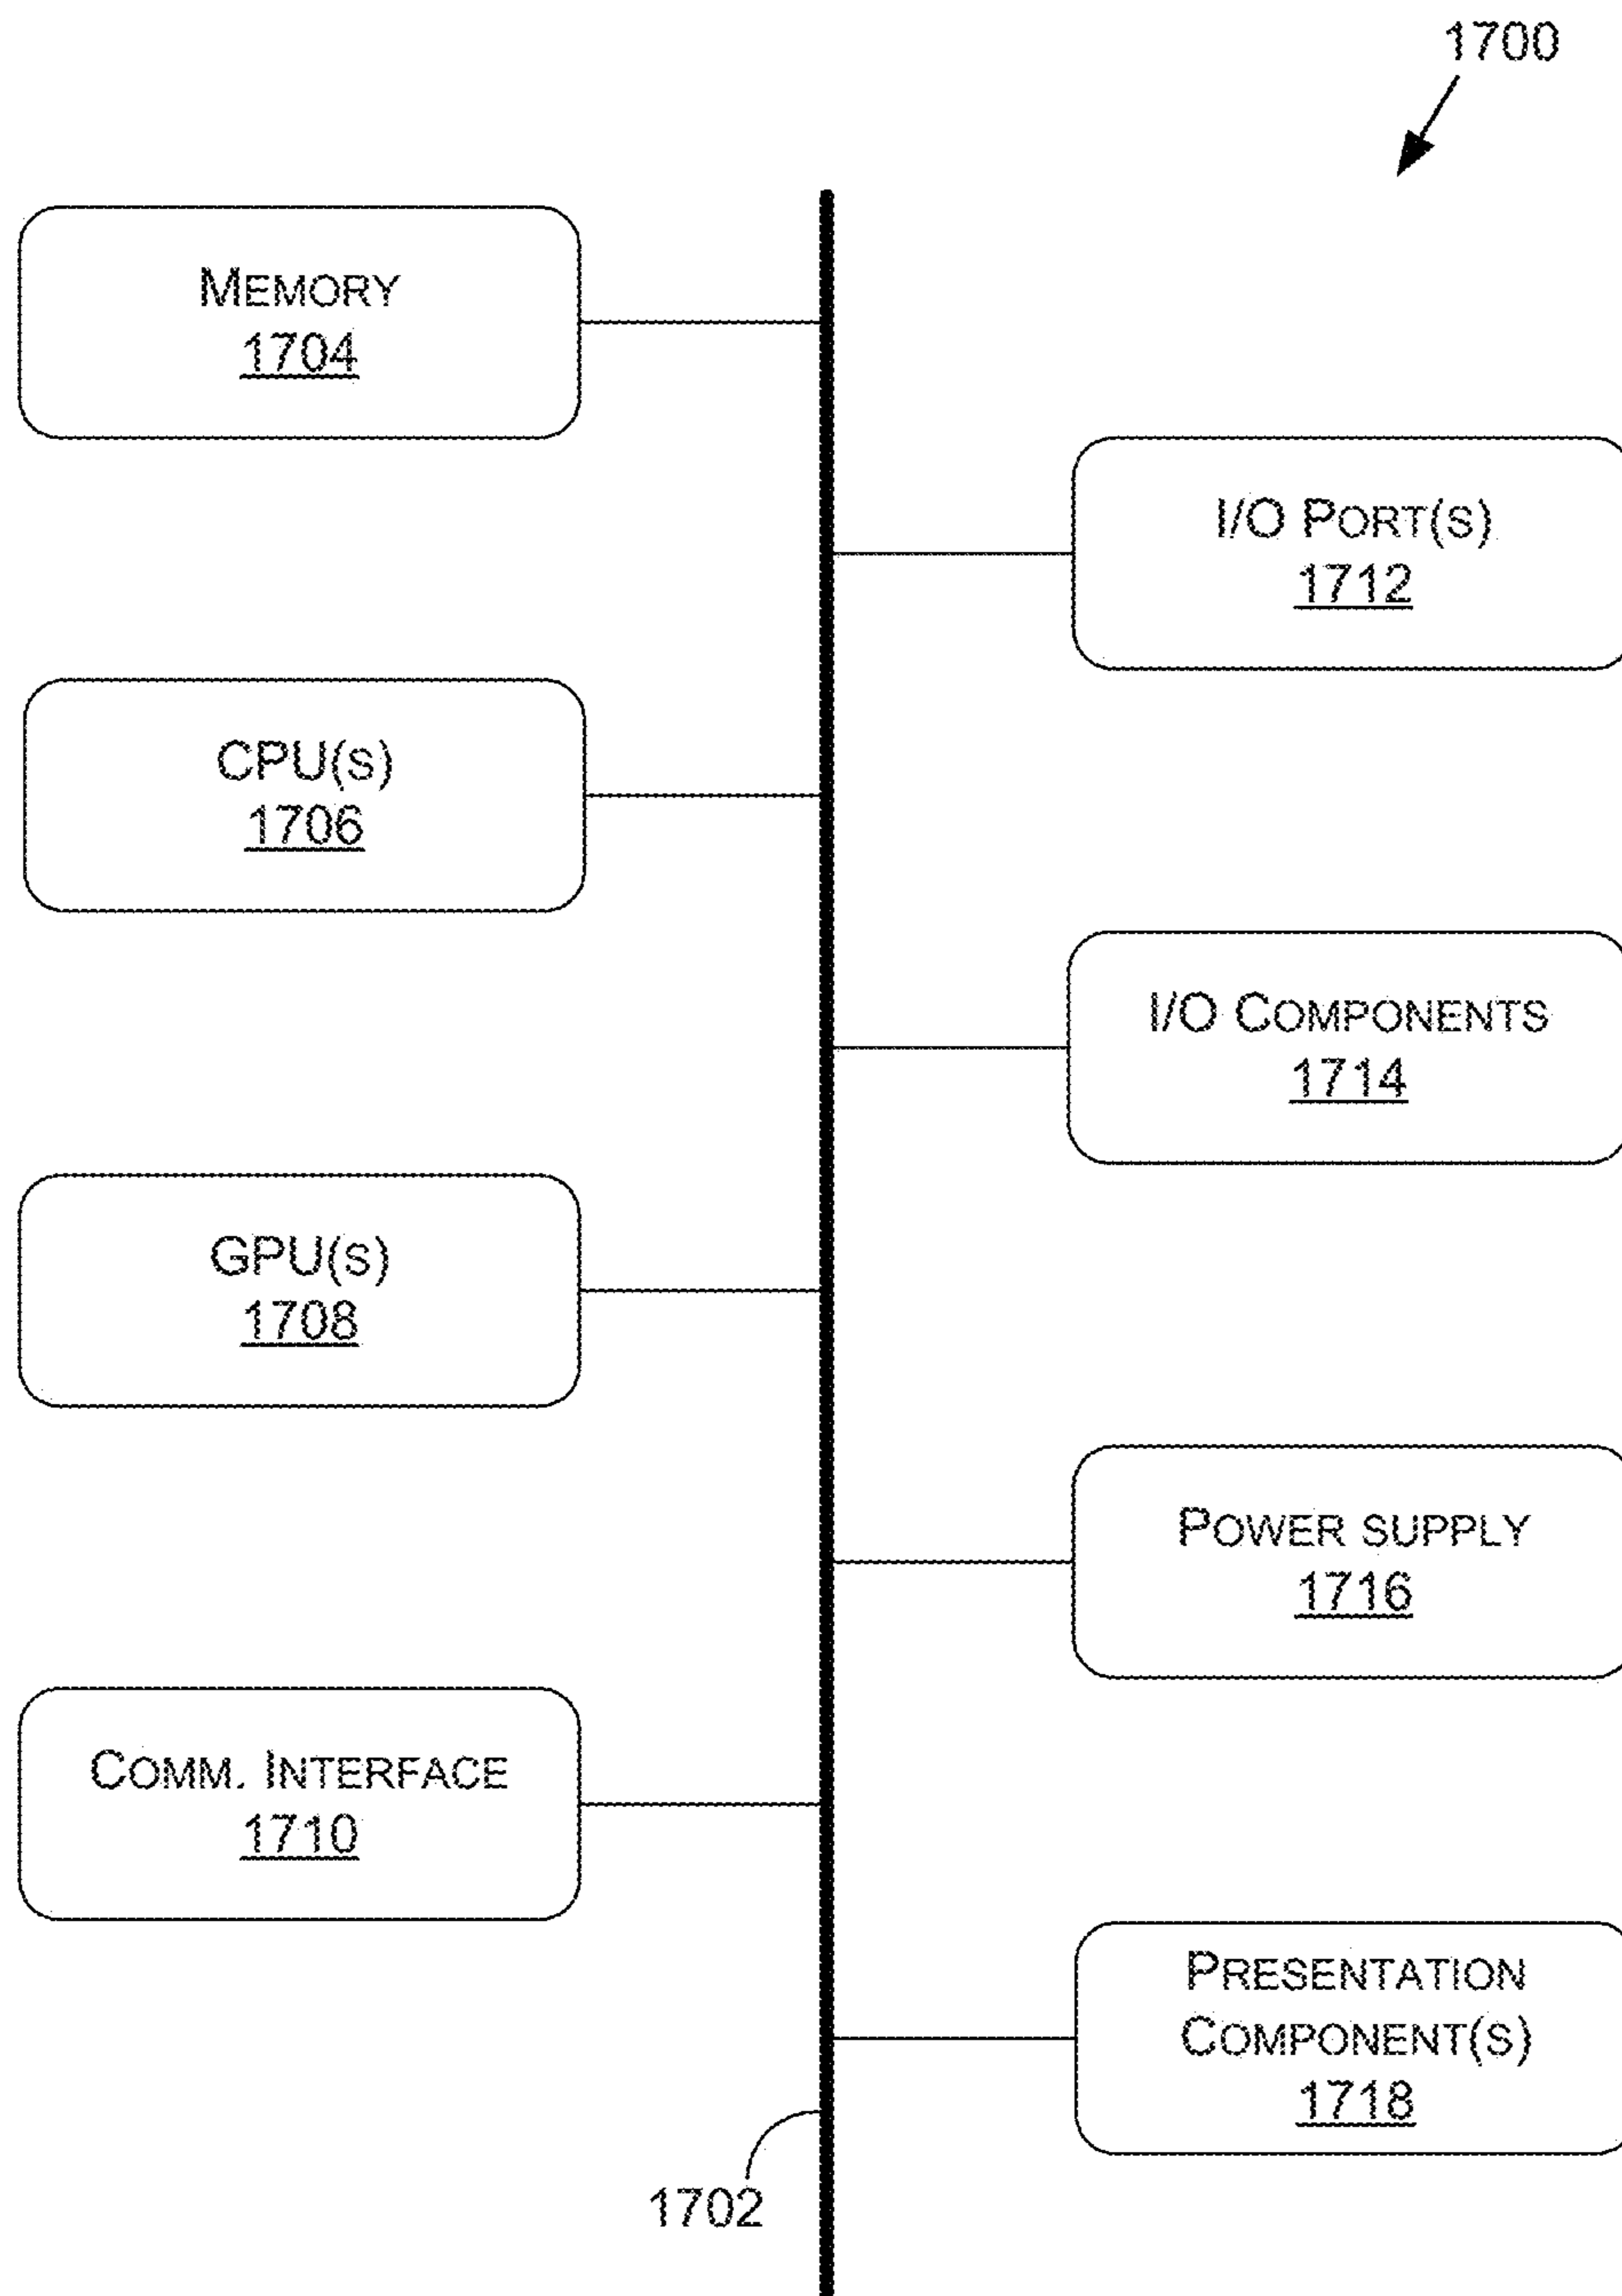 1700
MEMORY
1704
I/O PORT(S)
1712
CPU(S)
1706
I/O COMPONENTS
1714
GPU(S)
1708
POWER SUPPLY
1716
COMM. INTERFACE
1710
PRESENTATION
COMPONENT(S)
1718
1702